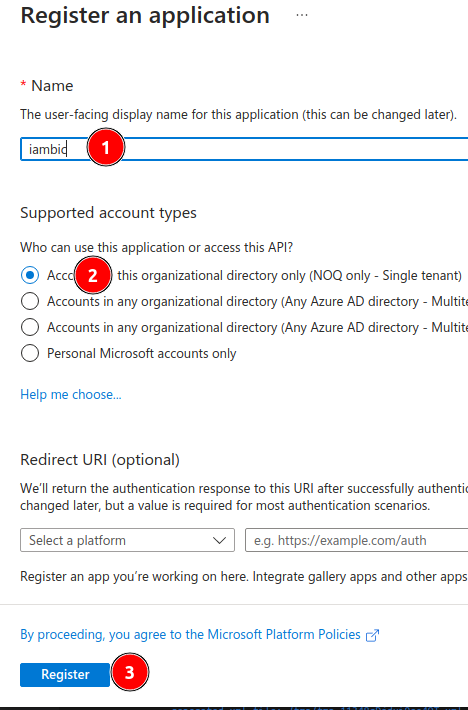 Register an application ...
* Name
The user-facing display name for this application (this can be changed later).
iambic 1
Supported account types
Who can use this application or access this API?
2 this organizational directory only (NOQ only - Single tenant)
Accounts in any organizational directory (Any Azure AD directory -
Accounts in any organizational directory (Any Azure AD directory -
Personal Microsoft accounts only
Help me choose...
Redirect URI (optional)
We'll return the authentication response to this URI after successfully
changed later, but a value is required for most authentication scenarios.
Select a platform
e.g. https://example.com/auth
Register an app you're working on here. Integrate gallery apps and other apps
By proceeding, you agree to the Microsoft Platform Policies
Register 3